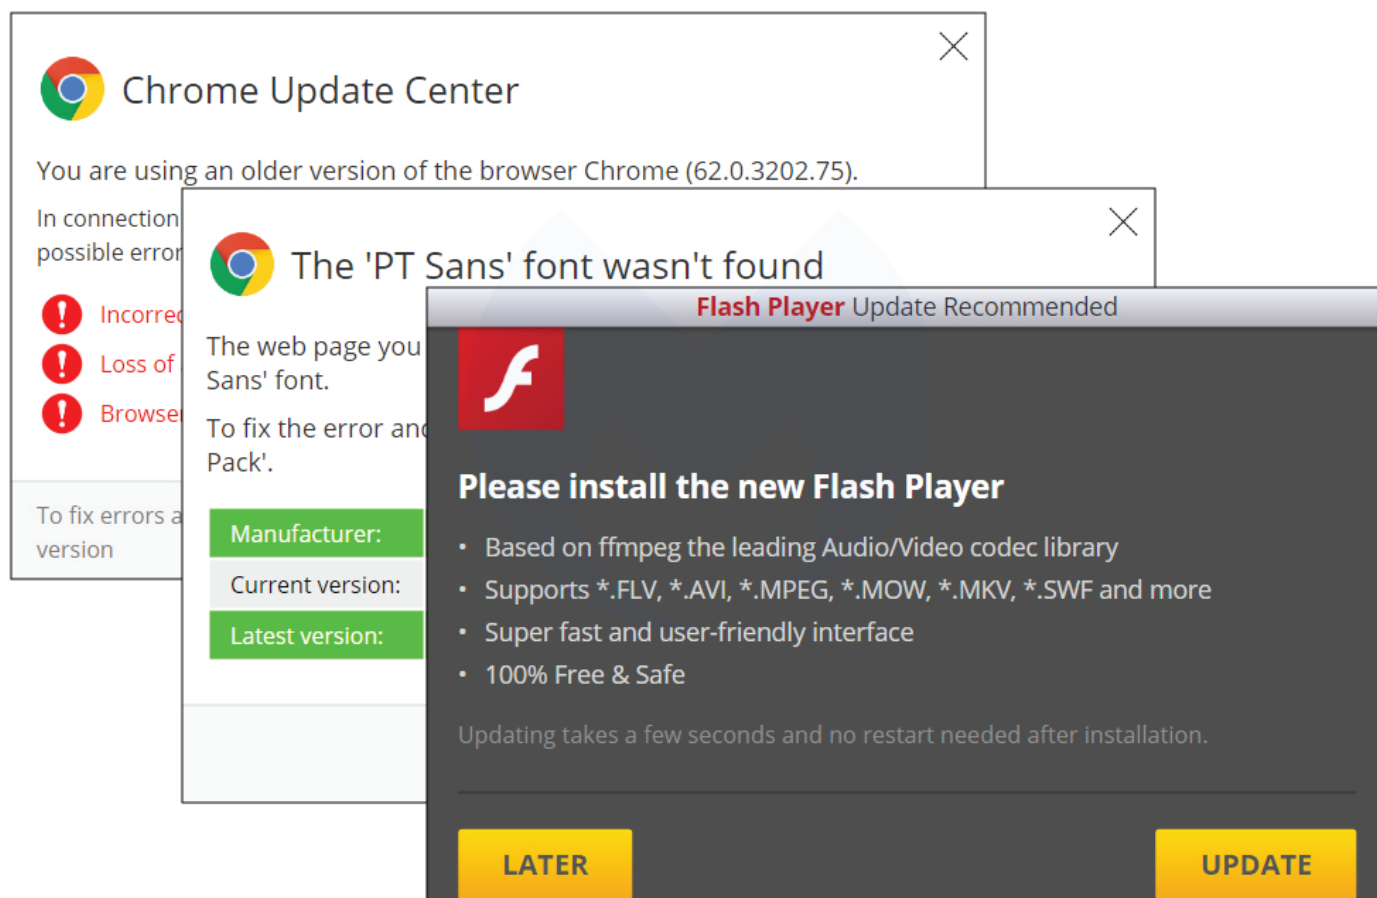 Chrome Update Center
You are using an older version of the browser Chrome (62.0.3202.75).
In connection
possible error
Incorrec
Loss of
Browse
To fix errors a
version
The 'PT Sans' font wasn't found
The web page you
Sans' font.
To fix the error and
Pack'.
Manufacturer:
Current version:
Latest version:
Flash Player Update Recommended
Please install the new Flash Player
• Based on ffmpeg the leading Audio/Video codec library
• Supports *.FLV, *.AVI, *.MPEG, *.MOW, *.MKV, *.SWF and more
• Super fast and user-friendly interface
• 100% Free & Safe
Updating takes a few seconds and no restart needed after installation.
LATER
UPDATE